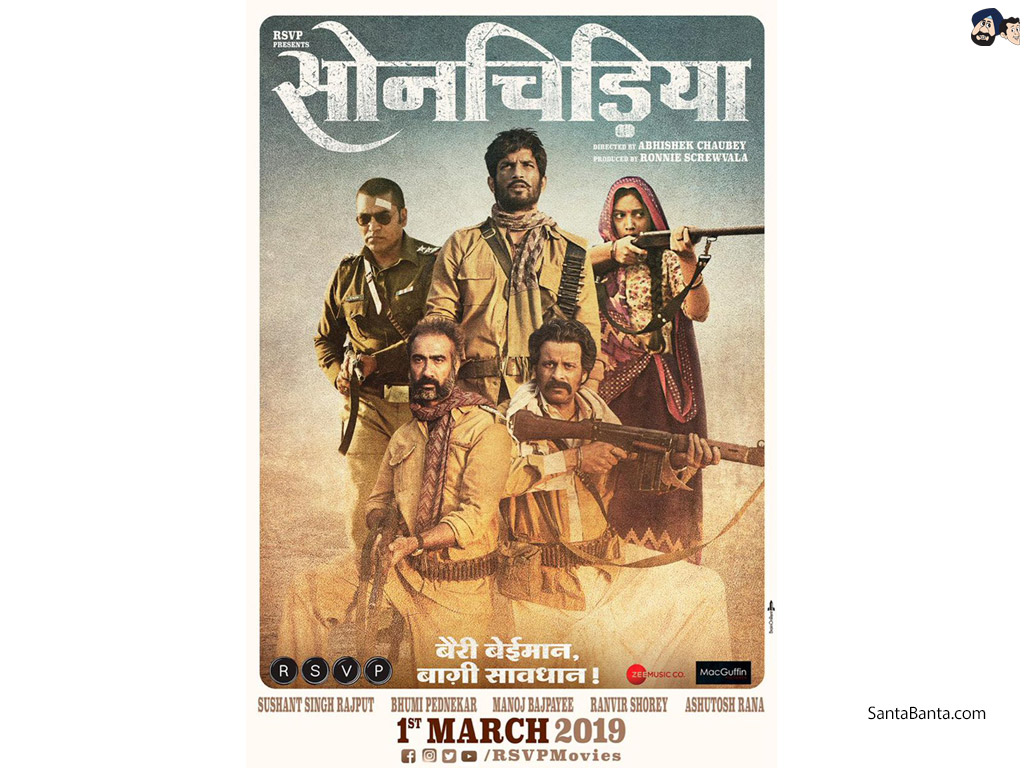 RSVP
PRESENTS
सोनचिड़िया
DIRECTED BY ABHISHEK CHAUBEY
PRODUCED BY RONNIE SCREWVALA
बैरी बेईमान,
बाग़ी सावधान !
R S V P
ZEE MUSIC CO.
MacGuffin
SUSHANT SINGH RAJPUT BHUMI PEDNEKAR MANOJ BAJPAYEE RANVIR SHOREY ASHUTOSH RANA
1ST MARCH 2019
/RSVPMovies
SantaBanta.com